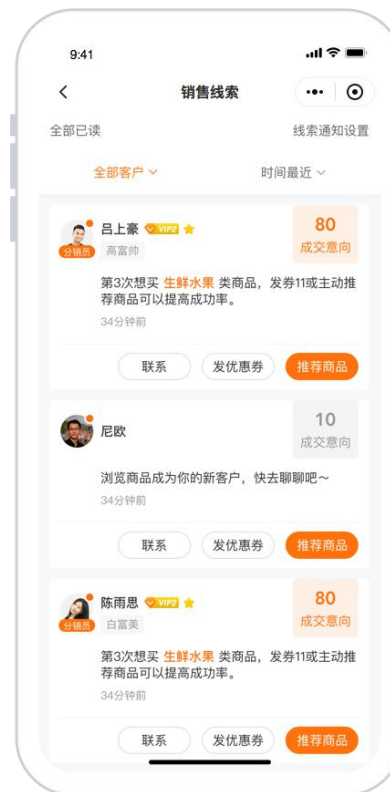 9:41
销售线索
全部已读 线索通知设置
全部客户 时间最近
吕上豪 VIP2 80
分销员 高富帅 成交意向
第3次想买 生鲜水果 类商品，发券11或主动推
荐商品可以提高成功率。
34分钟前
联系 发优惠券 推荐商品
尼欧 10
成交意向
浏览商品成为你的新客户，快去聊聊吧～
34分钟前
联系 发优惠券 推荐商品
陈雨思 VIP2 80
分销员 白富美 成交意向
第3次想买 生鲜水果 类商品，发券11或主动推
荐商品可以提高成功率。
34分钟前
联系 发优惠券 推荐商品